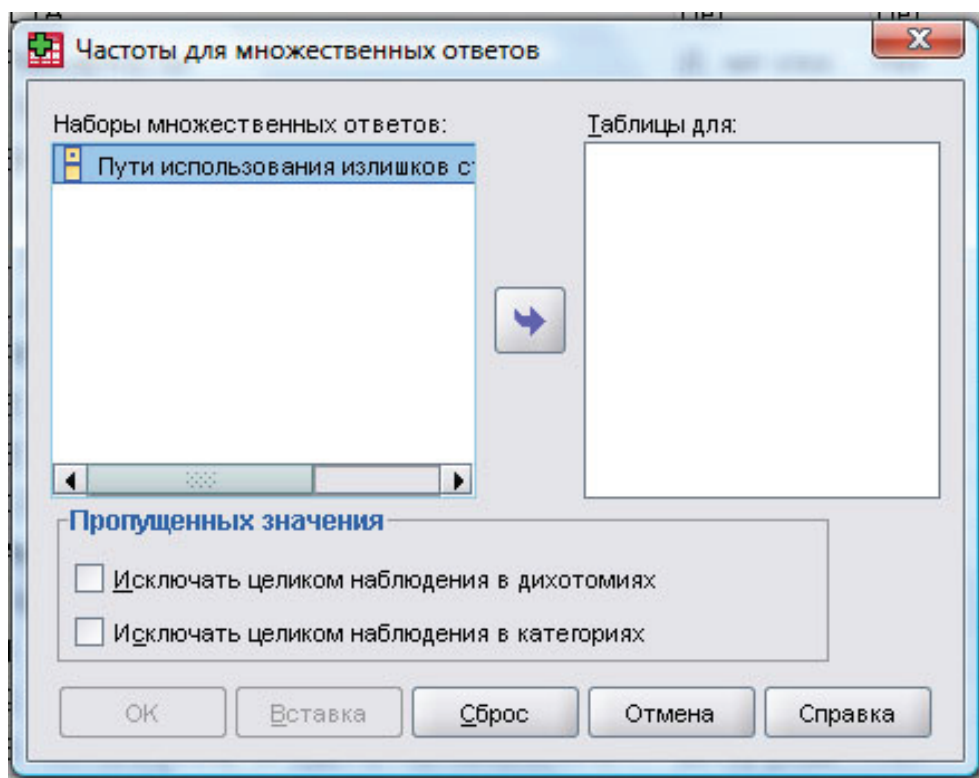 Частоты для множественных ответов
Наборы множественных ответов:
Таблицы для:
Пути использования излишков с
Пропущенных значения
Исключать целиком наблюдения в дихотомиях
Исключать целиком наблюдения в категориях
OK
Вставка
Сброс
Отмена
Справка